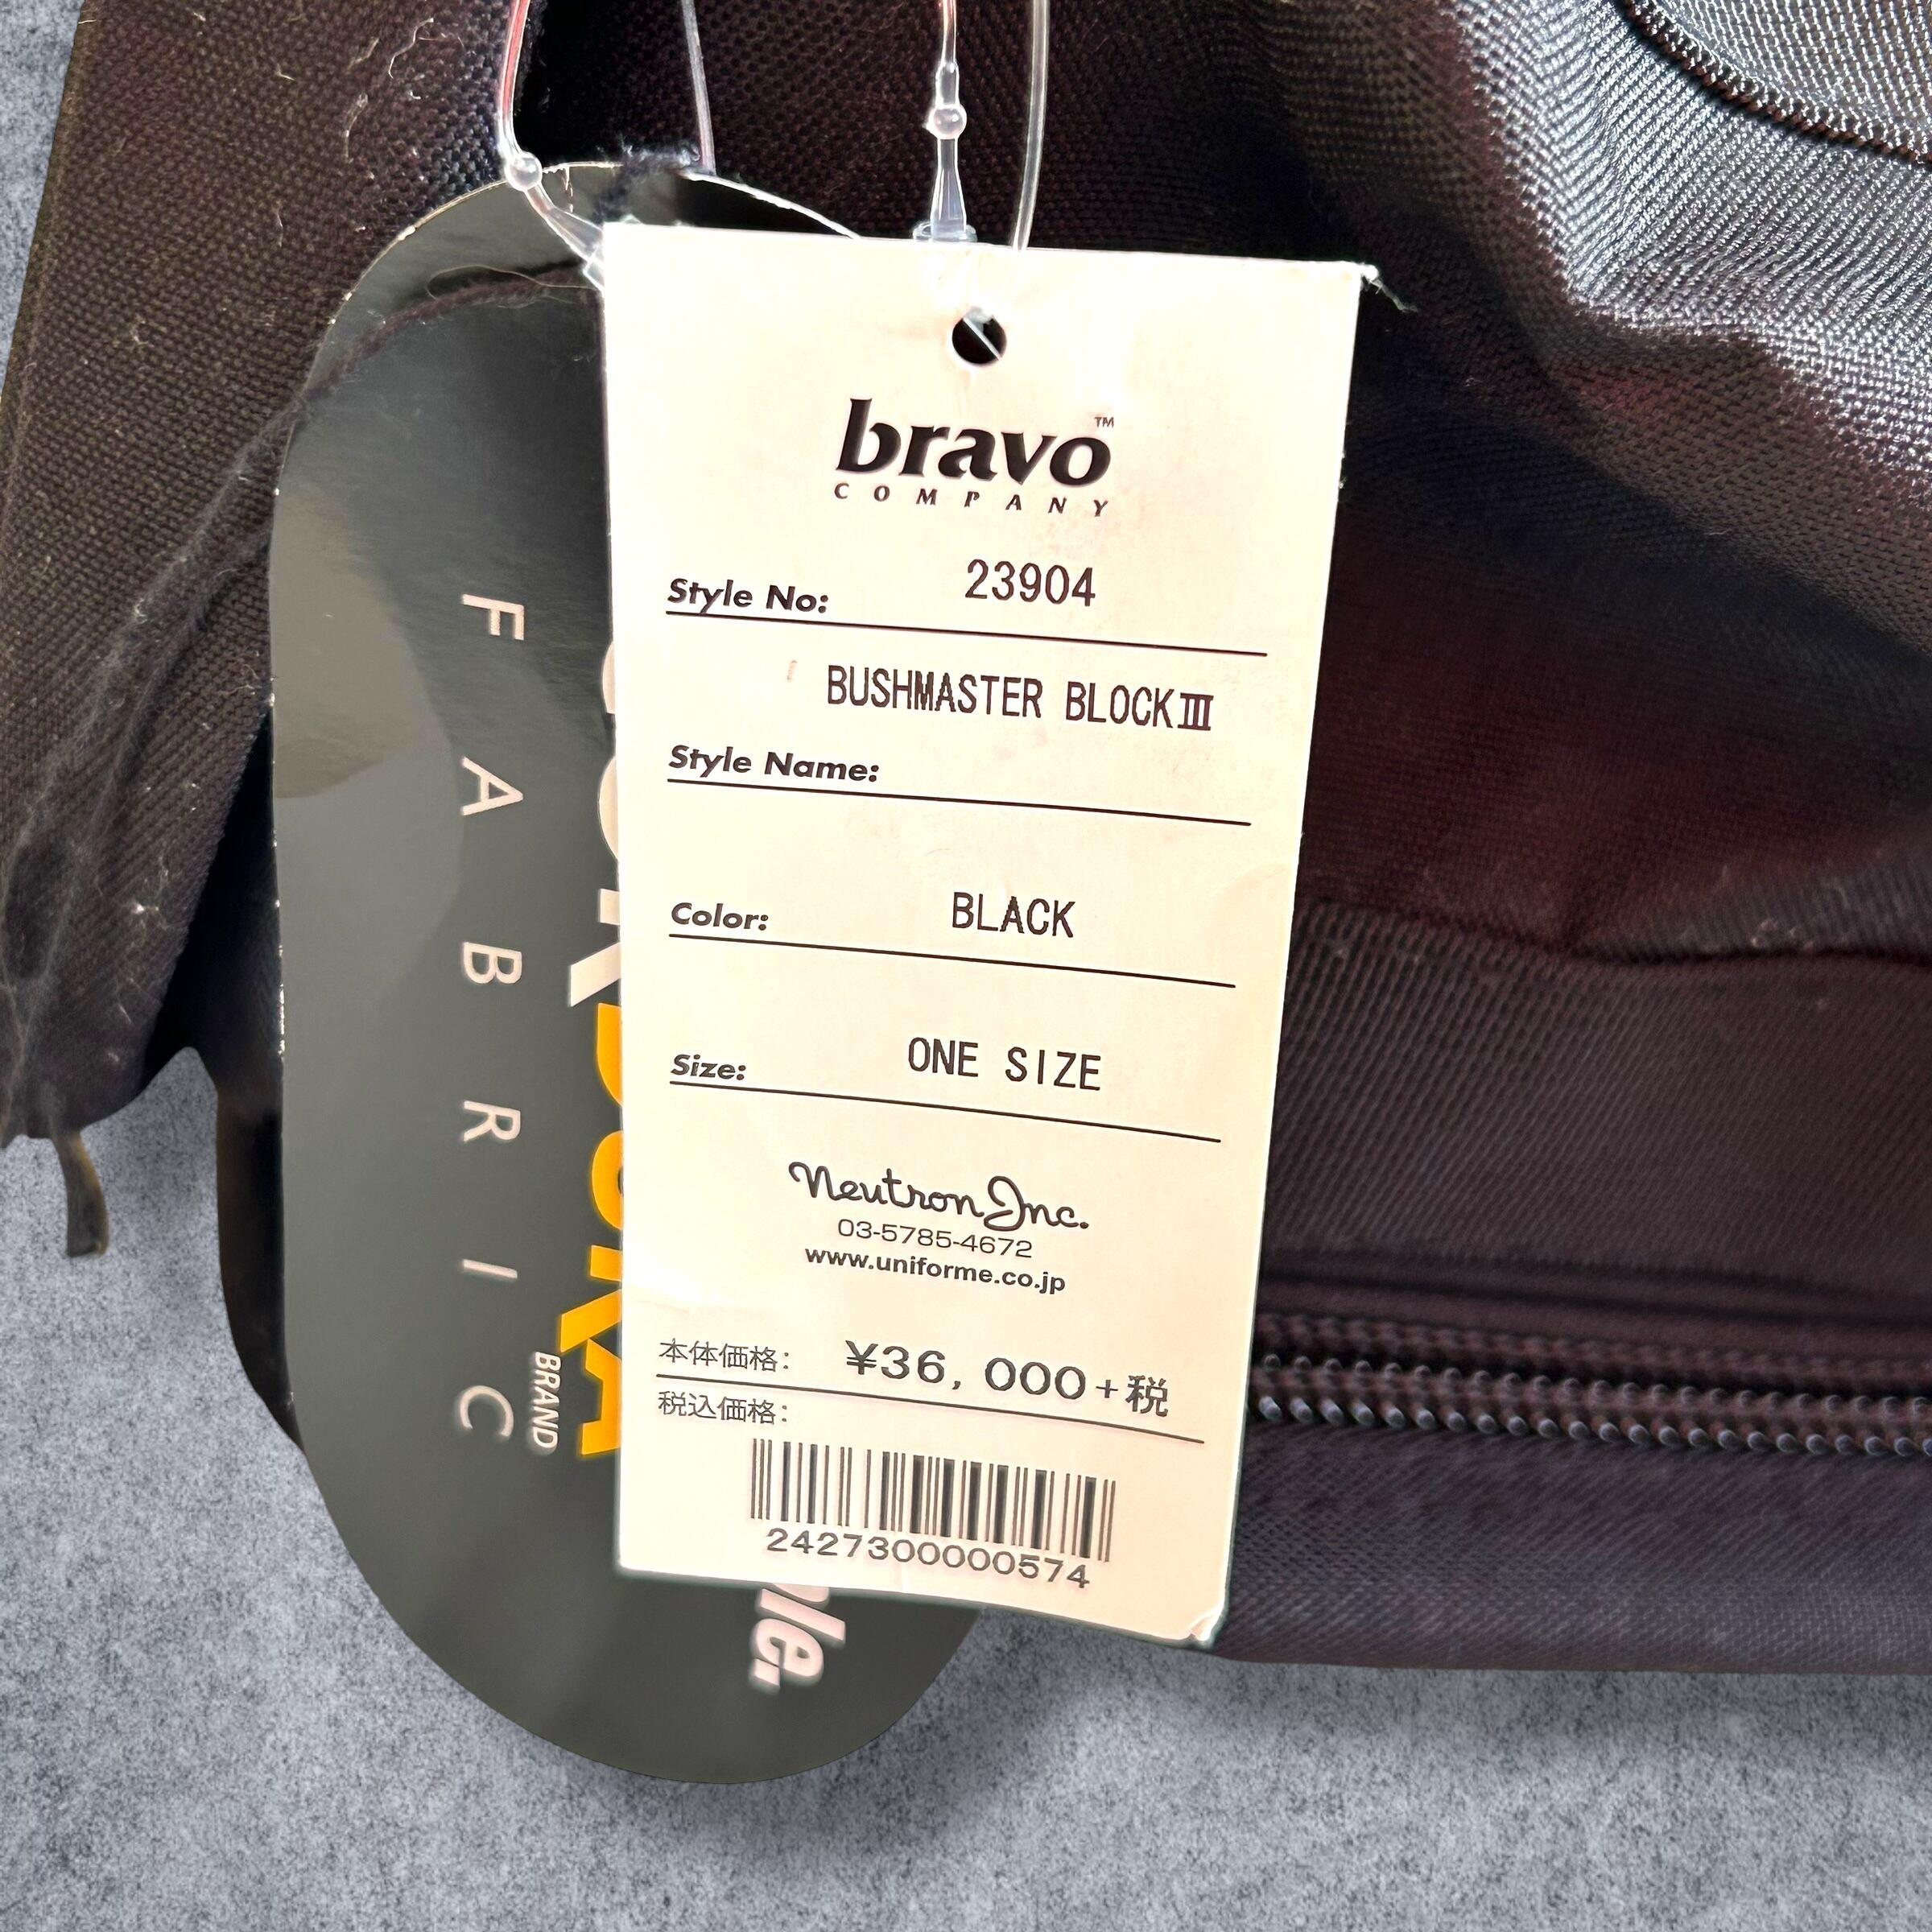 bravo™
COMPANY
Style No: 23904
BUSHMASTER BLOCKⅢ
Style Name:
Color: BLACK
Size: ONE SIZE
Neutron Inc.
03-5785-4672
www.uniforme.co.jp
本体価格: ¥36,000+税
税込価格:
2427300000574
FABRIC
BRAND